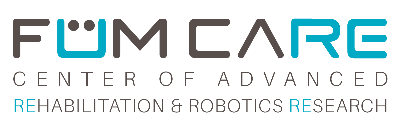 FÜM CARE
CENTER OF ADVANCED
REHABILITATION & ROBOTICS RESEARCH